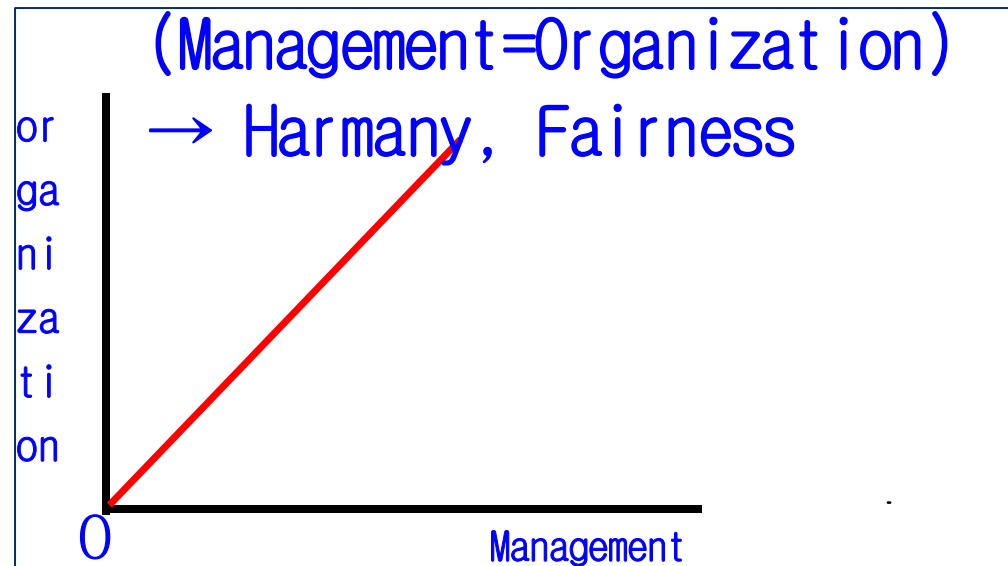 (Management=Organization)
→ Harmany, Fairness
or
ga
ni
za
ti
on
O
Management